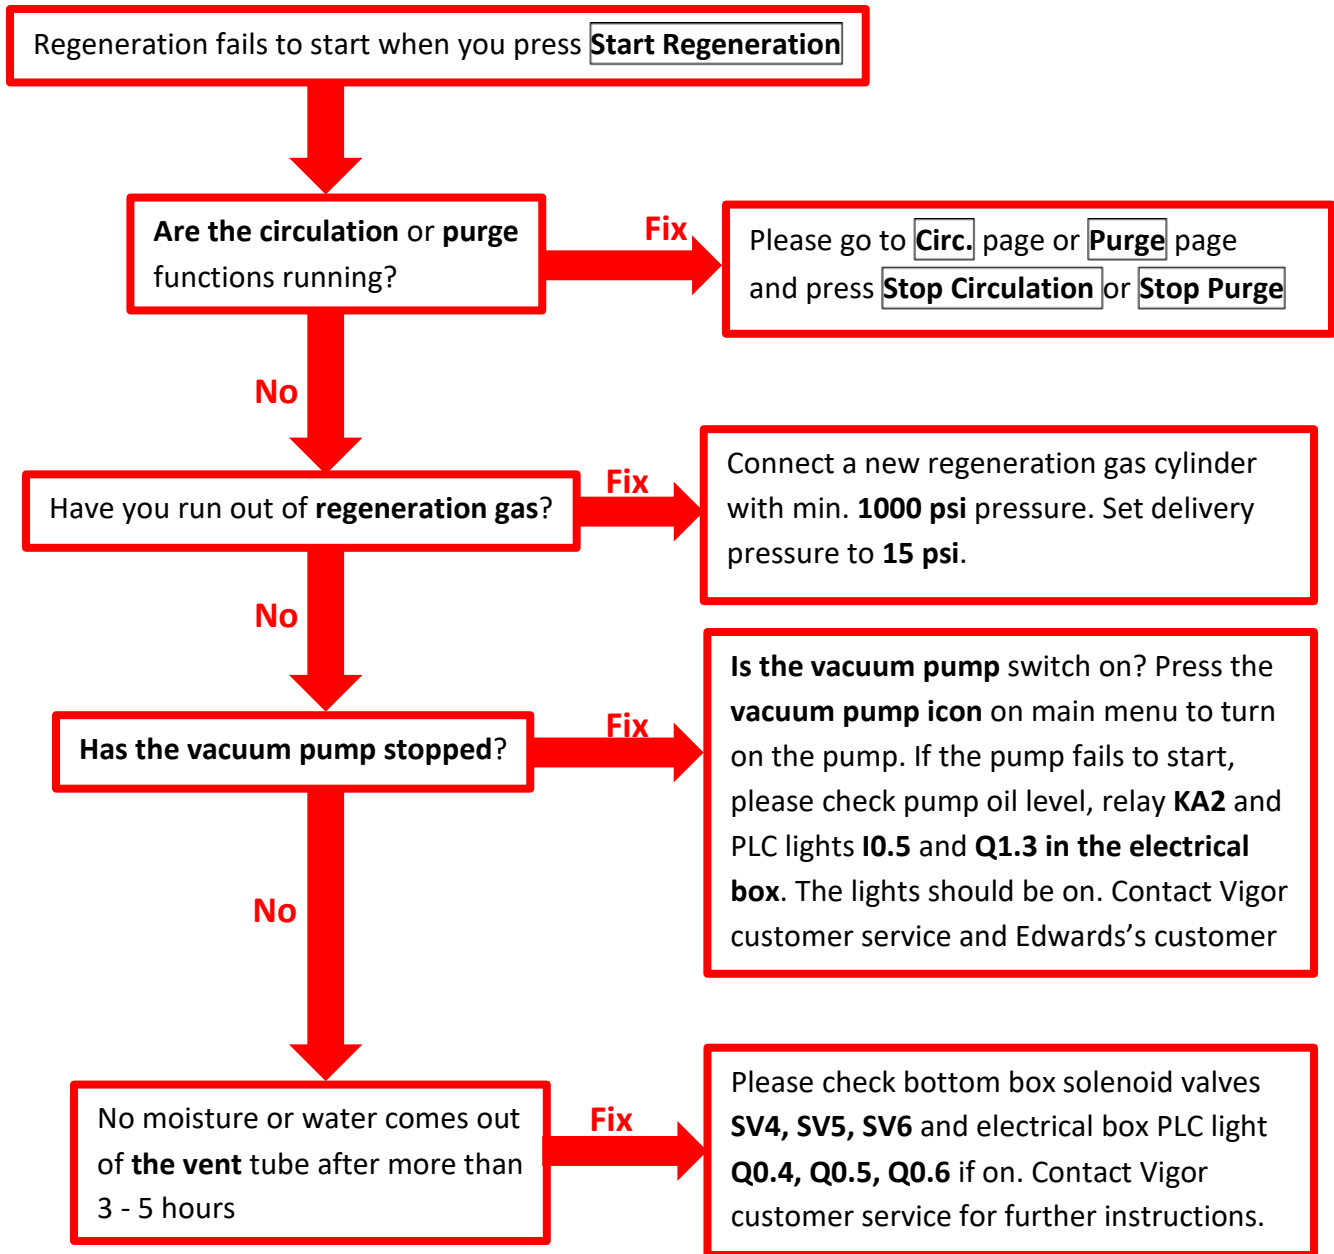 Regeneration fails to start when you press Start Regeneration
Are the circulation or purge
functions running?
Fix
Please go to Circ. page or Purge page
and press Stop Circulation or Stop Purge
No
Have you run out of regeneration gas?
Fix
Connect a new regeneration gas cylinder
with min. 1000 psi pressure. Set delivery
pressure to 15 psi.
No
Has the vacuum pump stopped?
Fix
Is the vacuum pump switch on? Press the
vacuum pump icon on main menu to turn
on the pump. If the pump fails to start,
please check pump oil level, relay KA2 and
PLC lights I0.5 and Q1.3 in the electrical
box. The lights should be on. Contact Vigor
customer service and Edwards’s customer
No
No moisture or water comes out
of the vent tube after more than
3 - 5 hours
Fix
Please check bottom box solenoid valves
SV4, SV5, SV6 and electrical box PLC light
Q0.4, Q0.5, Q0.6 if on. Contact Vigor
customer service for further instructions.